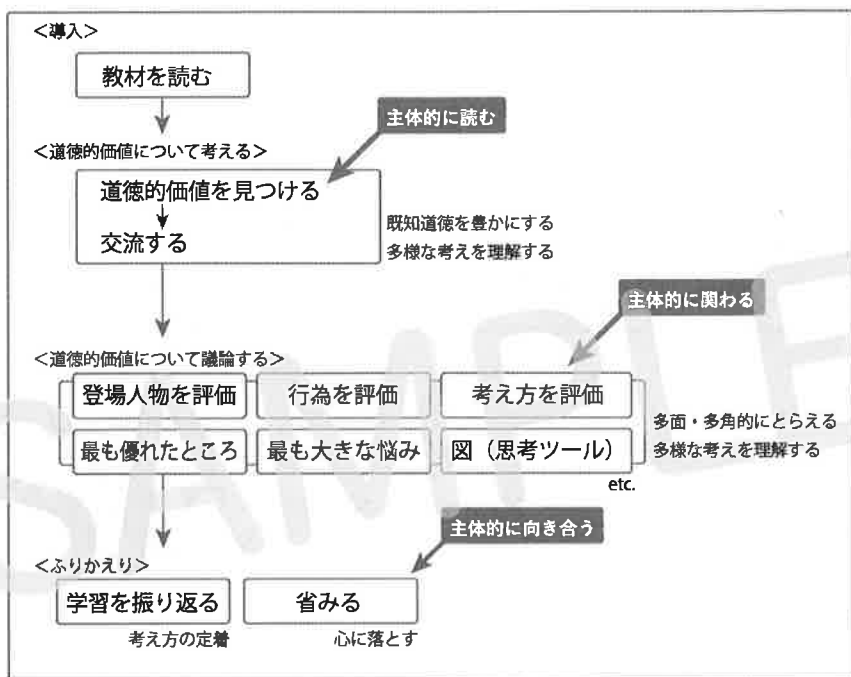 <導入>
教材を読む
主体的に読む
<道徳的価値について考える>
道徳的価値を見つける
交流する
既知道徳を豊かにする
多様な考えを理解する
主体的に関わる
<道徳的価値について議論する>
登場人物を評価
行為を評価
考え方を評価
最も優れたところ
最も大きな悩み
図（思考ツール）
多面・多角的にとらえる
多様な考えを理解する
etc.
主体的に向き合う
<ふりかえり>
学習を振り返る
省みる
考え方の定着
心に落とす
SAMPLE